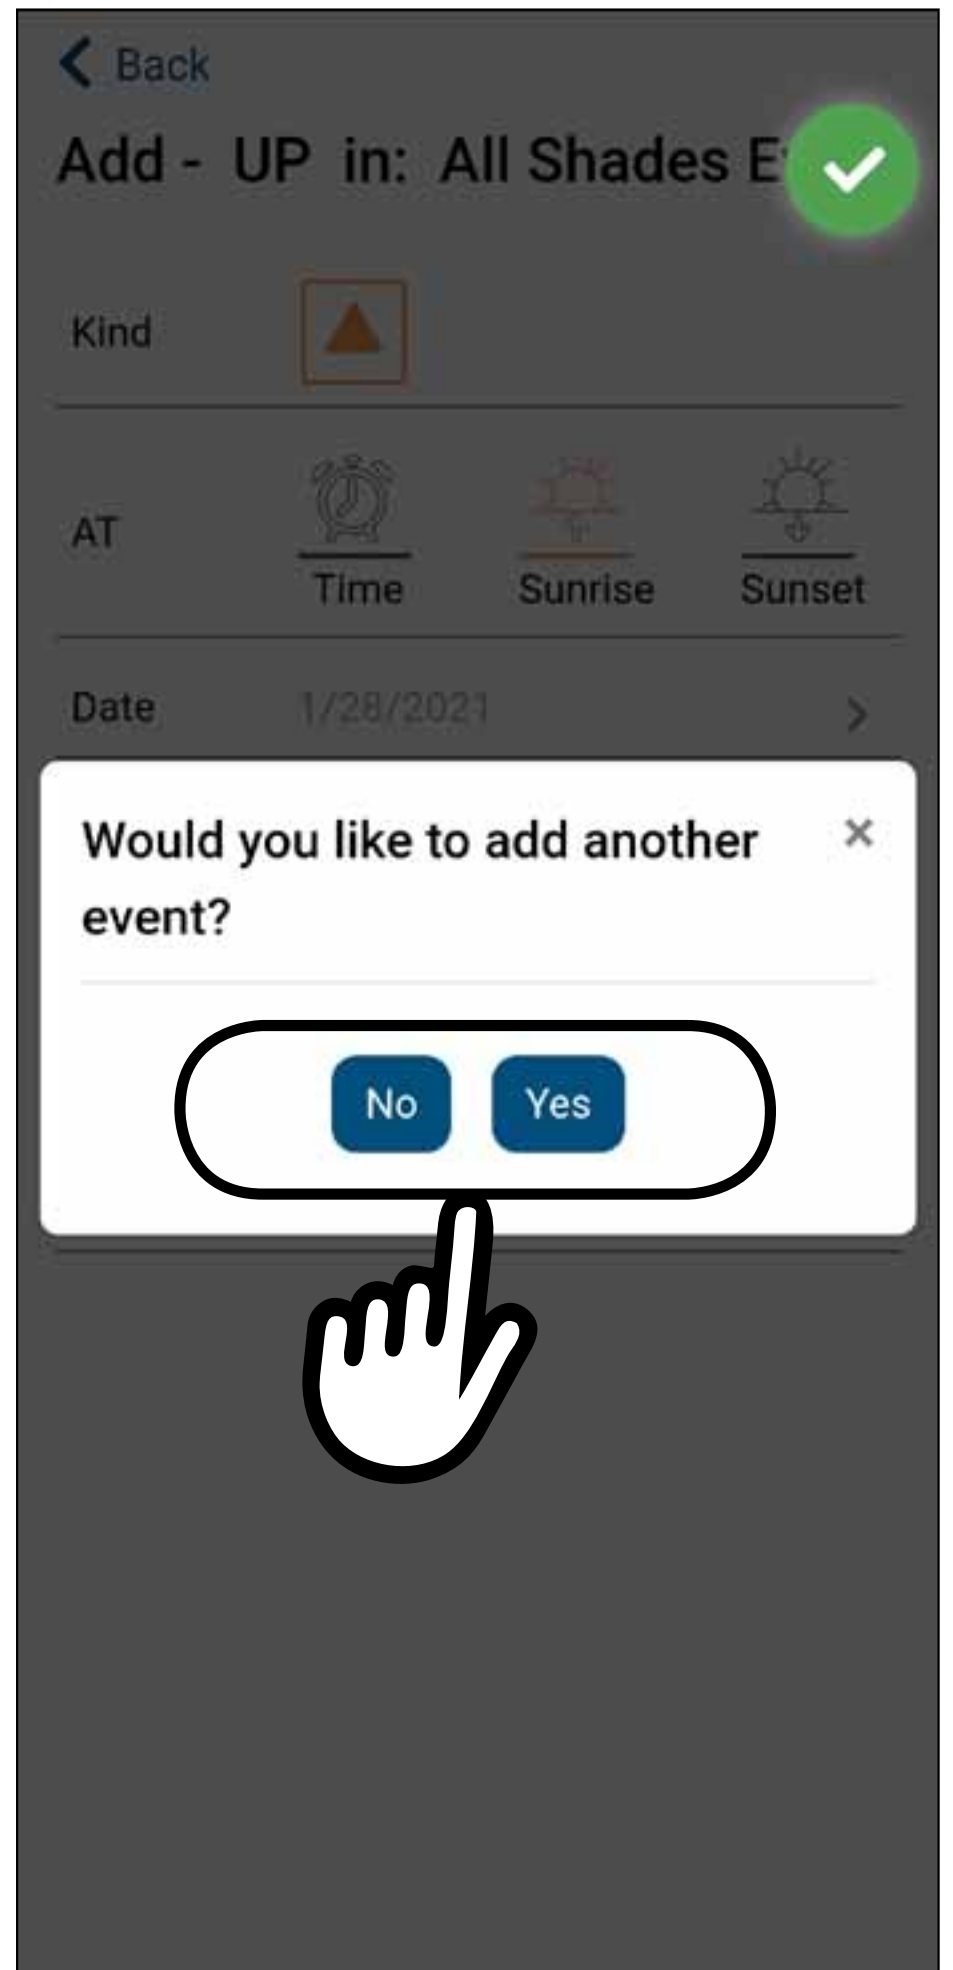 Back
Add - UP in: All Shades E
Kind
AT
Time Sunrise Sunset
Date 1/28/2021
Would you like to add another
event?
No Yes